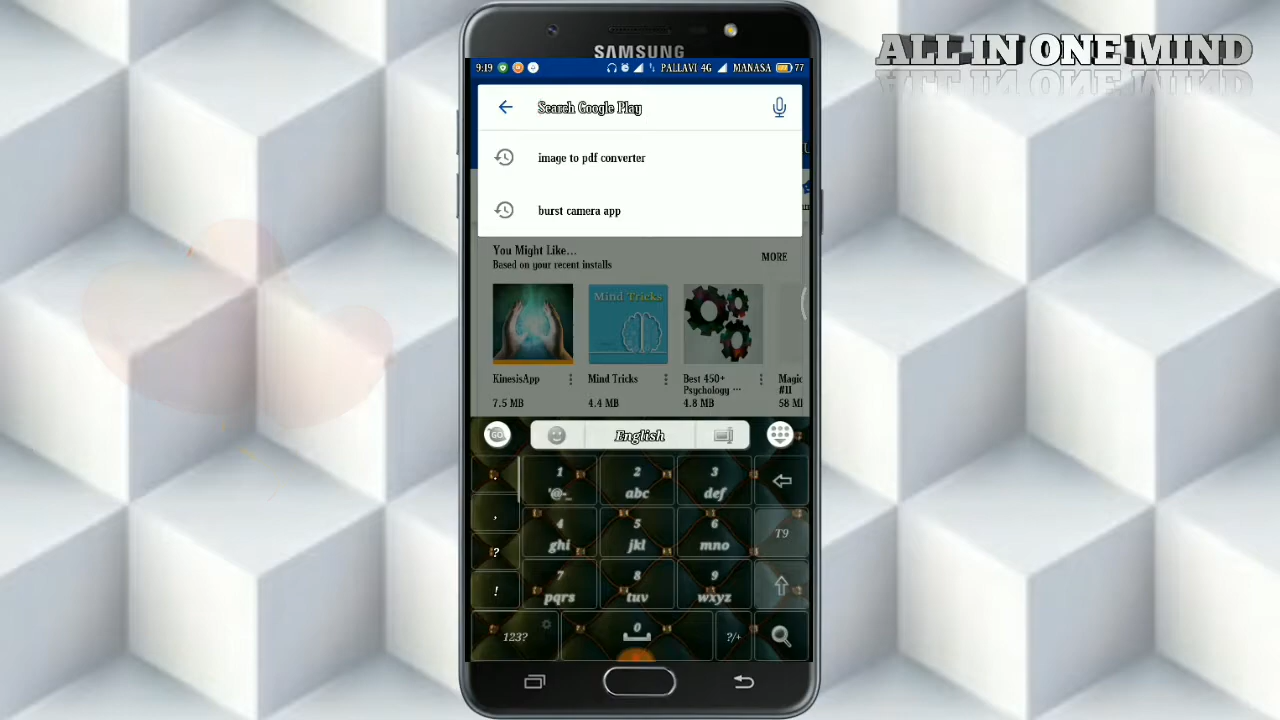 ALL IN ONE MIND
SAMSUNG
9:19 PALLAVI 4G MANASA 77
Search Google Play
image to pdf converter
burst camera app
You Might Like...
MORE
Based on your recent installs
Mind Tricks
KinesisApp
Mind Tricks
Best 450+
Psychology ...
Magic
#11
7.5 MB
4.4 MB
4.8 MB
58 M
GO
English
.
1
'@-_
2
abc
3
def
,
4
ghi
5
jkl
6
mno
T9
?
7
pqrs
8
tuv
9
wxyz
!
123?
0
?/+